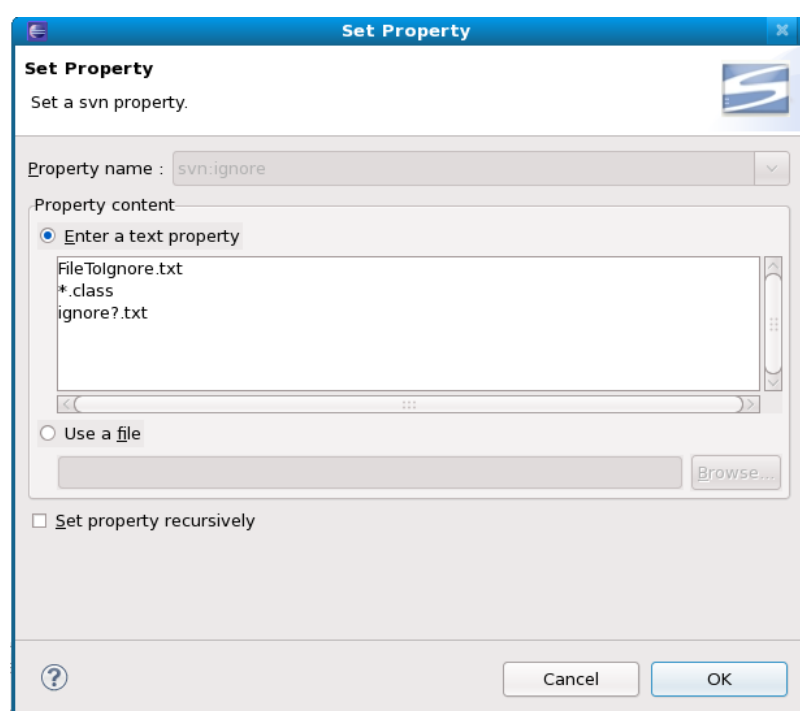 Set Property
Set Property
Set a svn property.
Property name : svn:ignore
Property content
Enter a text property
FileToIgnore.txt
*.class
ignore?.txt
Use a file
Browse...
Set property recursively
?
Cancel OK